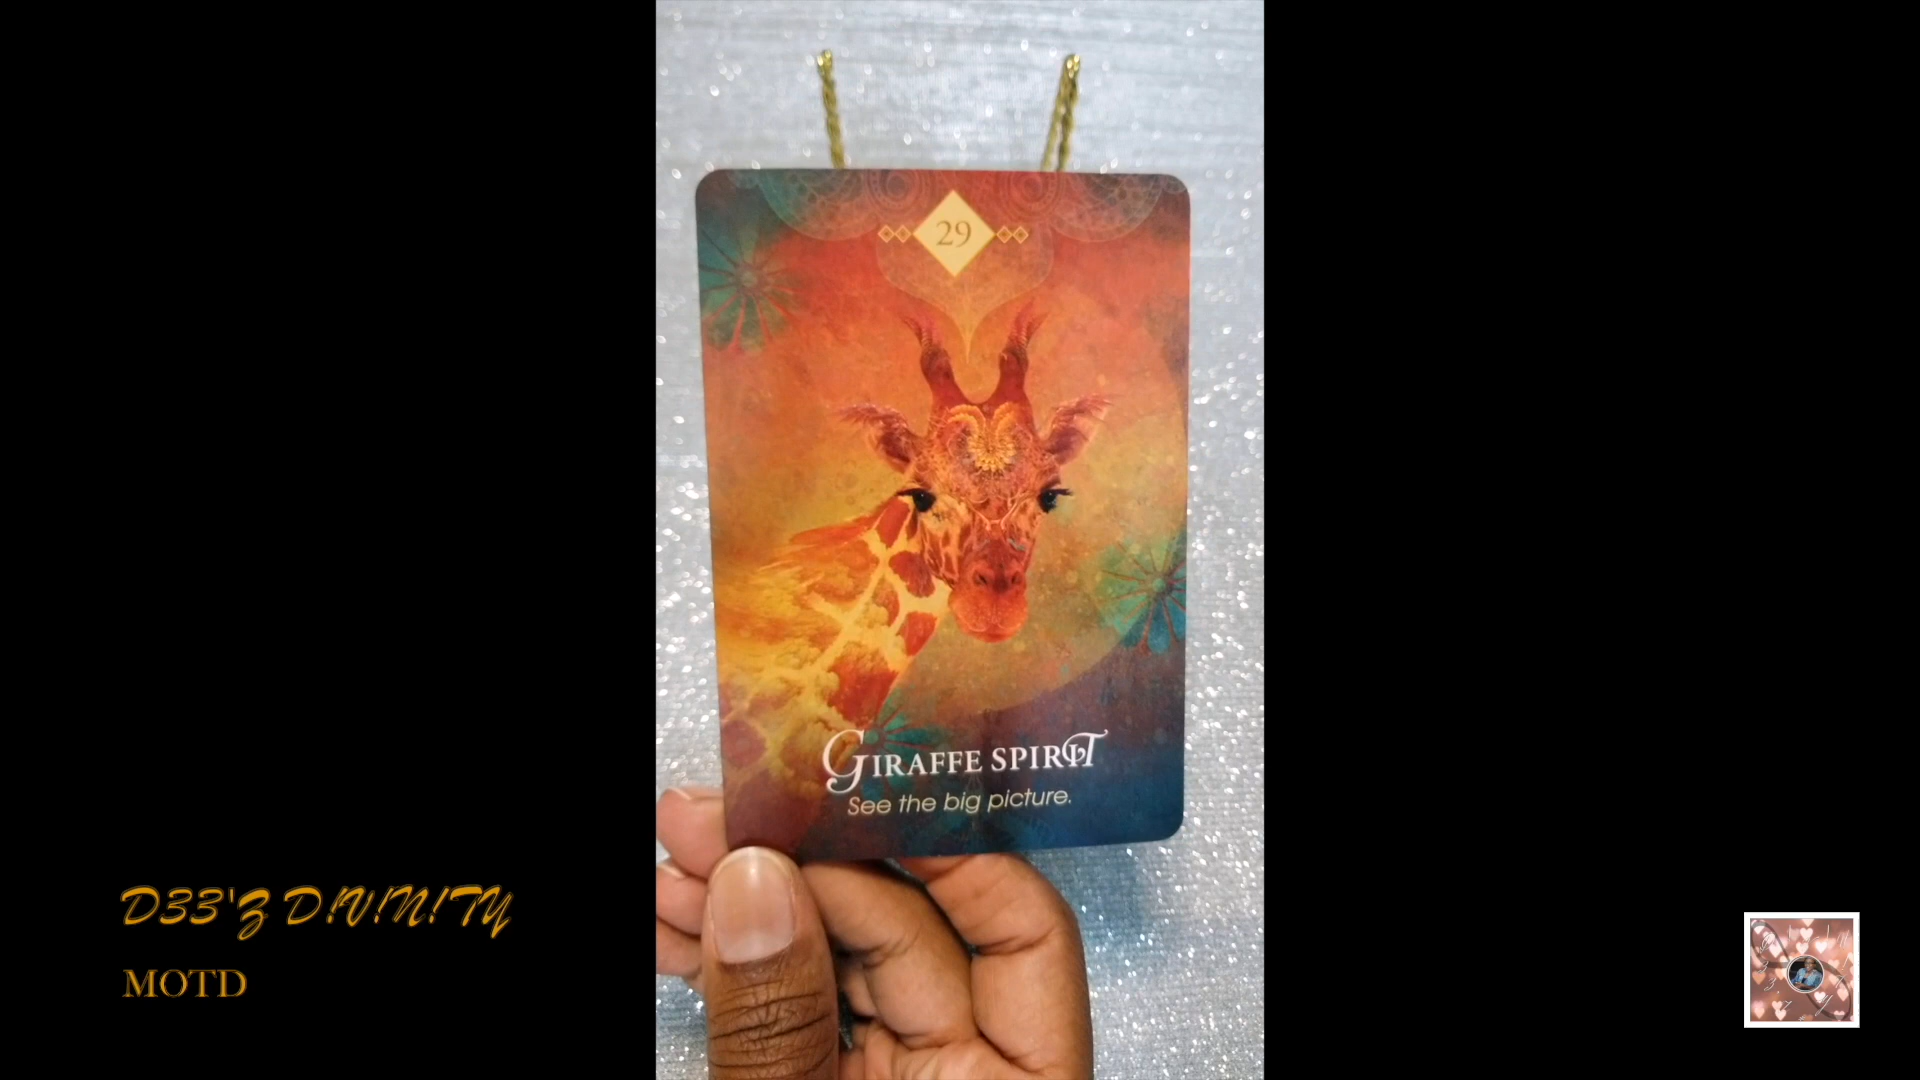 29
GIRAFFE SPIRIT
See the big picture.
D33'Z D!V!N!TY
MOTD